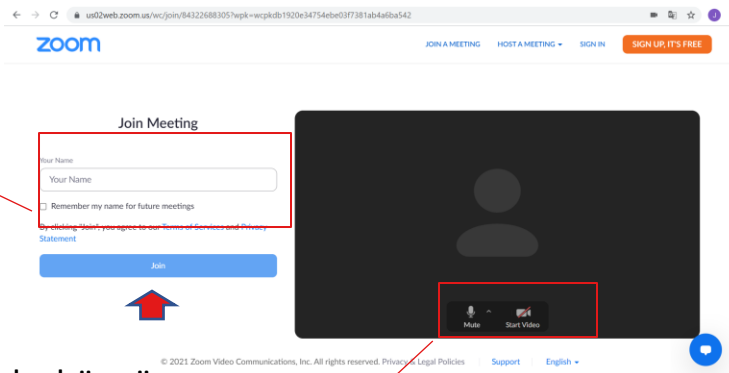 us02web.zoom.us/wc/join/84322688305?wpk=wcpkdb1920e34754ebe03f7381ab4a6ba542
J
zoom
JOIN A MEETING HOST A MEETING SIGN IN SIGN UP, IT'S FREE
Join Meeting
Your Name
Your Name
Remember my name for future meetings
By clicking "Join", you agree to our Terms of Services and Privacy
Statement
Join
Mute Start Video
© 2021 Zoom Video Communications, Inc. All rights reserved. Privacy & Legal Policies Support English